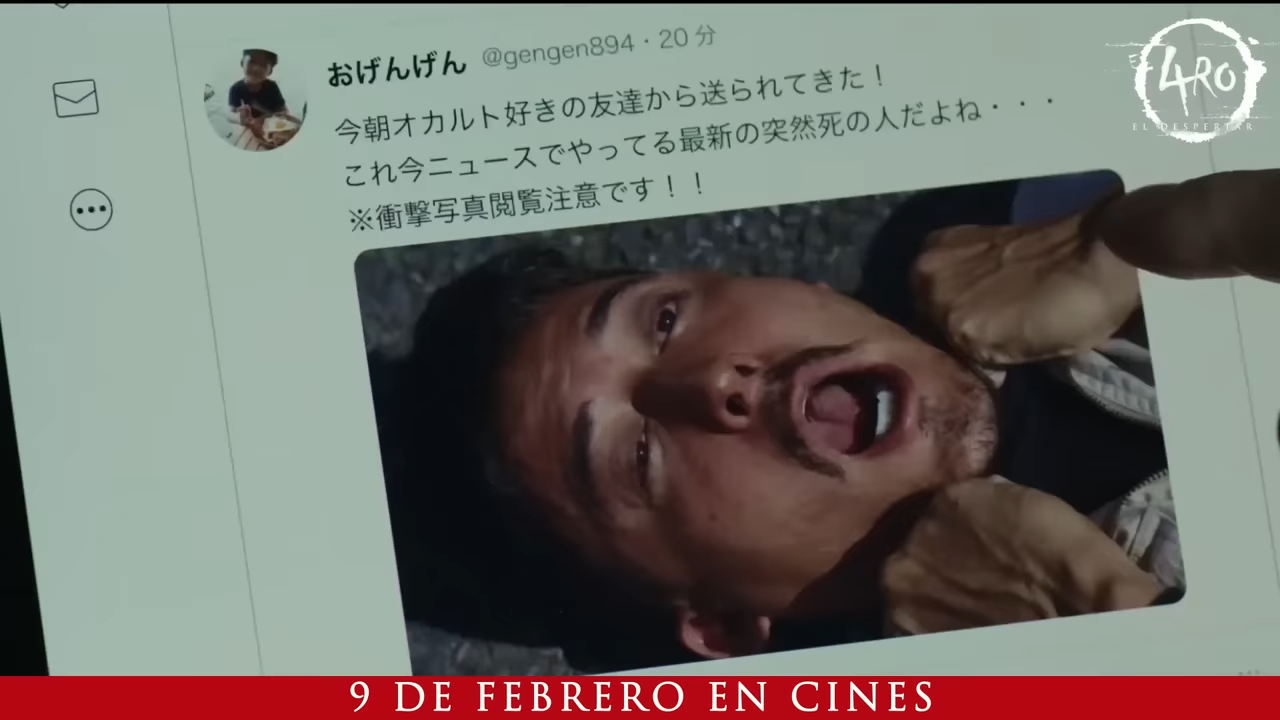 おげんげん @gengen894・20 分
今朝オカルト好きの友達から送られてきた！
これ今ニュースでやってる最新の突然死の人だよね・・・
※衝撃写真閲覧注意です！！
4RO
EL DESPERTAR
9 DE FEBRERO EN CINES